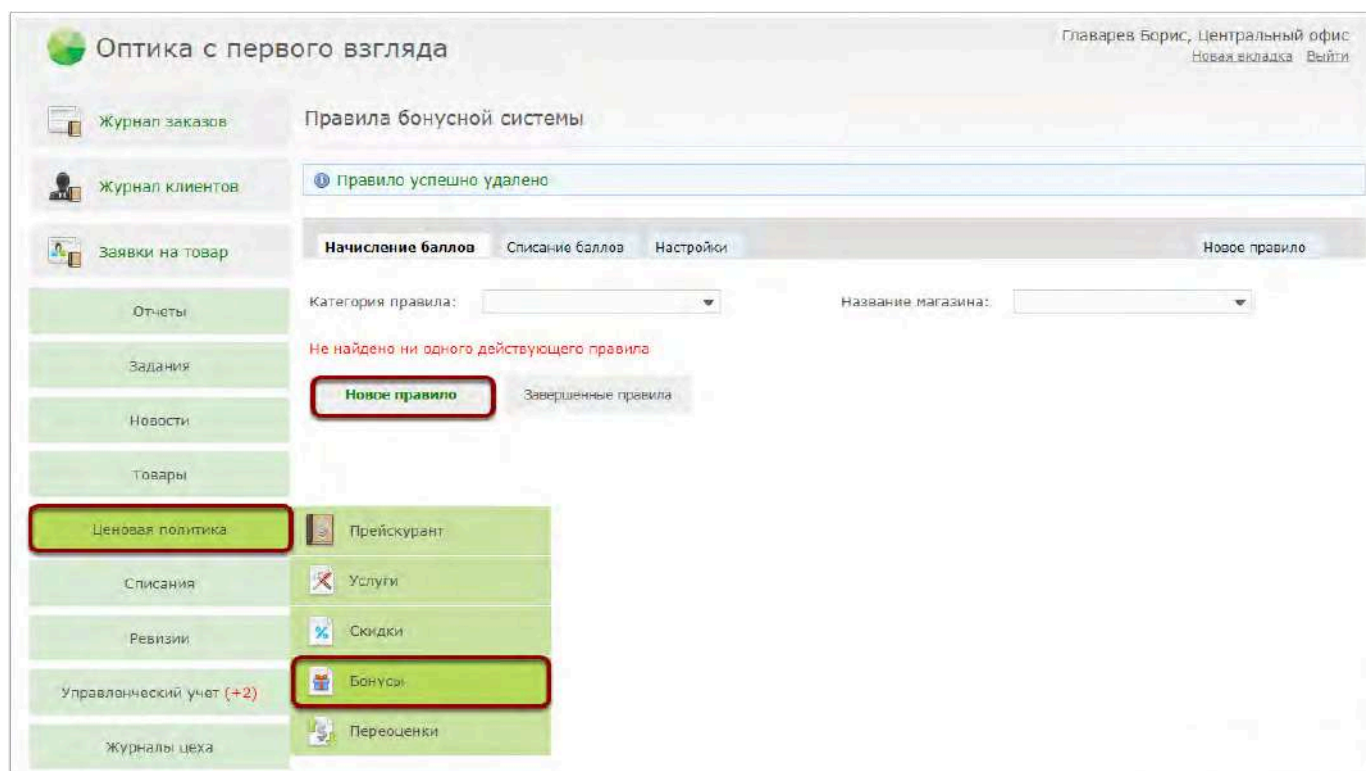 Оптика с первого взгляда
Главарев Борис, Центральный офис
Новая вкладка Выйти
Журнал заказов
Правила бонусной системы
Журнал клиентов
Правило успешно удалено
Заявки на товар
Начисление баллов Списание баллов Настройки Новое правило
Отчеты
Категория правила: Название магазина:
Не найдено ни одного действующего правила
Задания
Новое правило Завершенные правила
Новости
Товары
Ценовая политика
Прейскурант
Списания
Услуги
Ревизии
Скидки
Управленческий учет (+2)
Бонусы
Журналы цеха
Переоценки